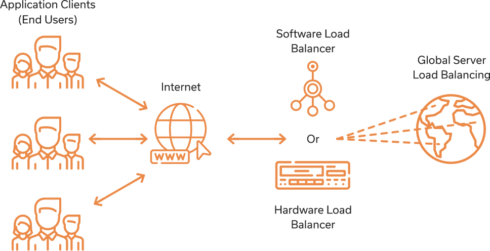 Application Clients
(End Users)
Internet
WWW
Software Load
Balancer
Or
Hardware Load
Balancer
Global Server
Load Balancing